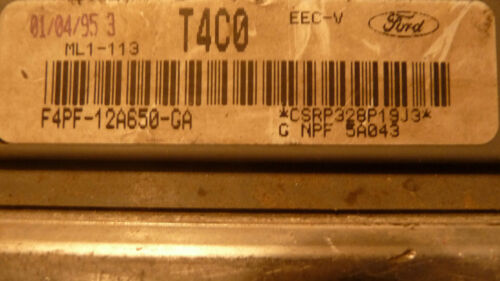 01/04/95 3 T4C0 EEC-V Ford
ML1-113
F4PF-12A650-GA *CSRP328P19J3*
G NPF 5A043